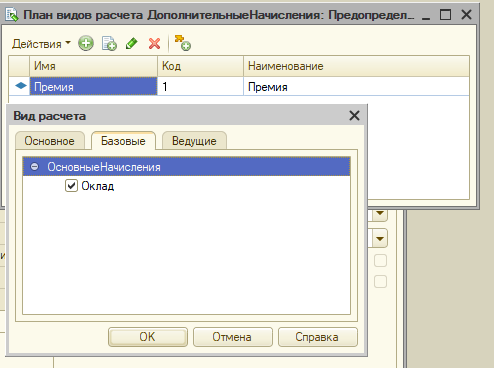 План видов расчета ДополнительныеНачисления: Предопредел...
Действия
Имя Код Наименование
Премия 1 Премия
Вид расчета
Основное Базовые Ведущие
ОсновныеНачисления
Оклад
и
OK Отмена Справка